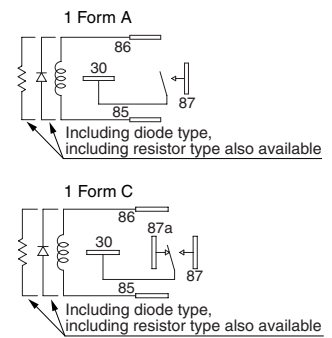 1 Form A
86
30
87
85
Including diode type,
including resistor type also available
1 Form C
86
87a
30
87
85
Including diode type,
including resistor type also available